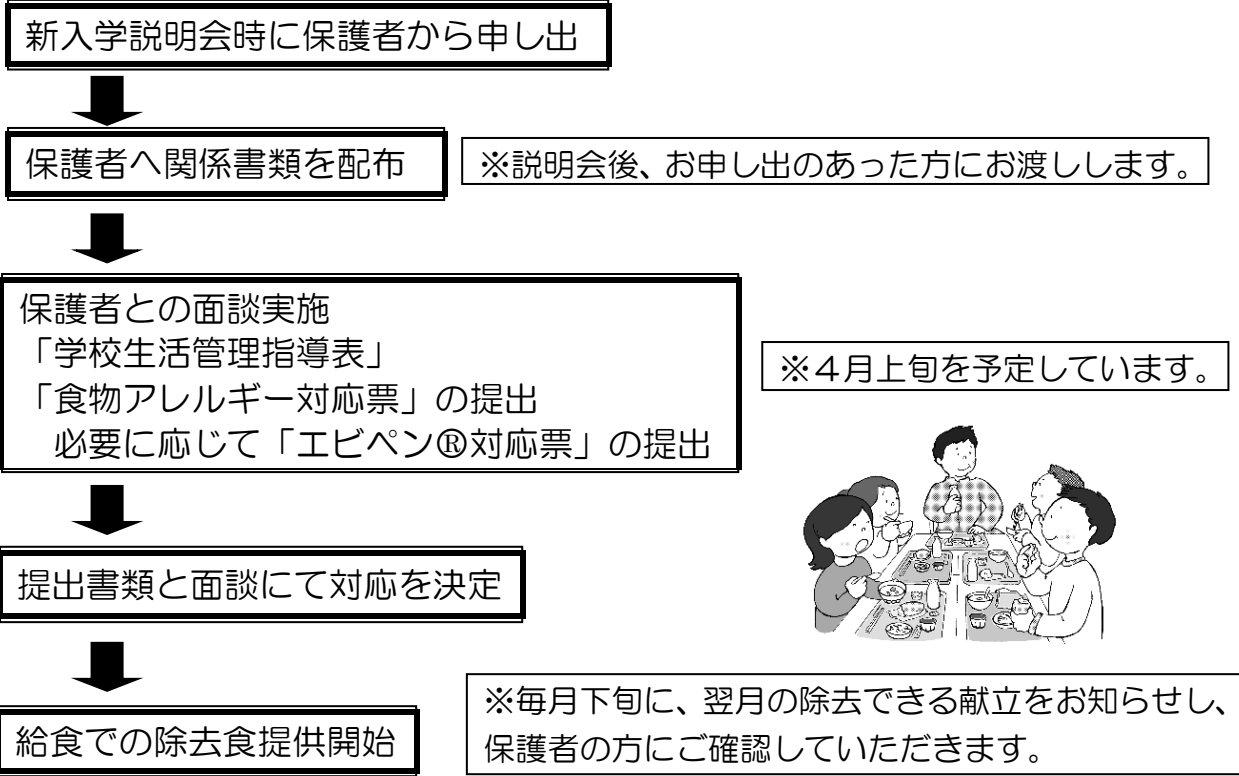 新入学説明会時に保護者から申し出
保護者へ関係書類を配布
※説明会後、お申し出のあった方にお渡しします。
保護者との面談実施
「学校生活管理指導表」
「食物アレルギー対応票」の提出
必要に応じて「エピペン®対応票」の提出
※４月上旬を予定しています。
提出書類と面談にて対応を決定
給食での除去食提供開始
※毎月下旬に、翌月の除去できる献立をお知らせし、
保護者の方にご確認していただきます。